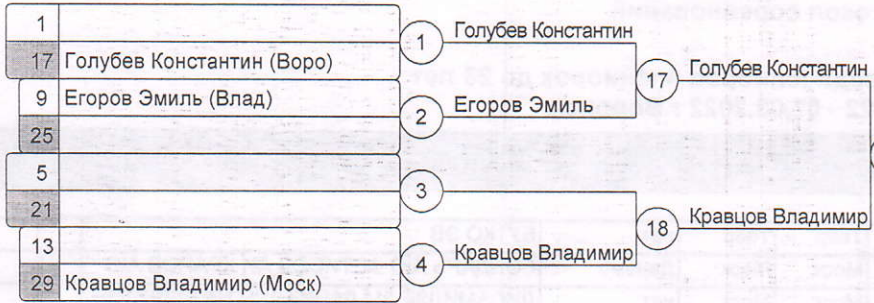 1
17 Голубев Константин (Воро)
9 Егоров Эмиль (Влад)
25
5
21
13
29 Кравцов Владимир (Моск)
1 Голубев Константин
2 Егоров Эмиль
3
4 Кравцов Владимир
17 Голубев Константин
18 Кравцов Владимир